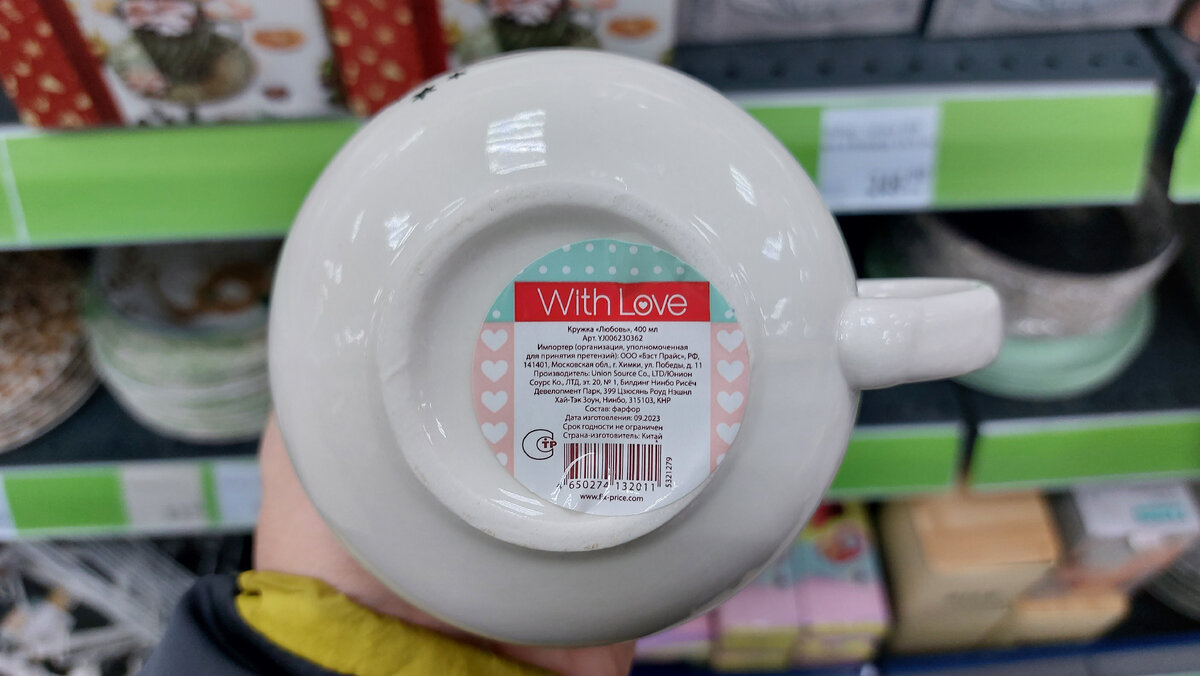 With Love
Кружка «Любовь», 400 мл
Арт. YJ006230362
Импортер (организация, уполномоченная
для принятия претензий): ООО «Бэст Прайс», РФ,
141401, Московская обл., г. Химки, ул. Победы, д. 11
Производитель: Union Source Co., LTD/Юнион
Соурс Ко., ЛТД, эт. 20, № 1, Билдинг Нинбо Рисёч
Девелопмент Парк, 399 Цзюсянь Роуд Нэшнл
Хай-Тэк Зоун, Нинбо, 315103, КНР
Состав: фарфор
Дата изготовления: 09.2023
Срок годности не ограничен
Страна-изготовитель: Китай
СТР
4 650274 132011
5321279
www.fix-price.com